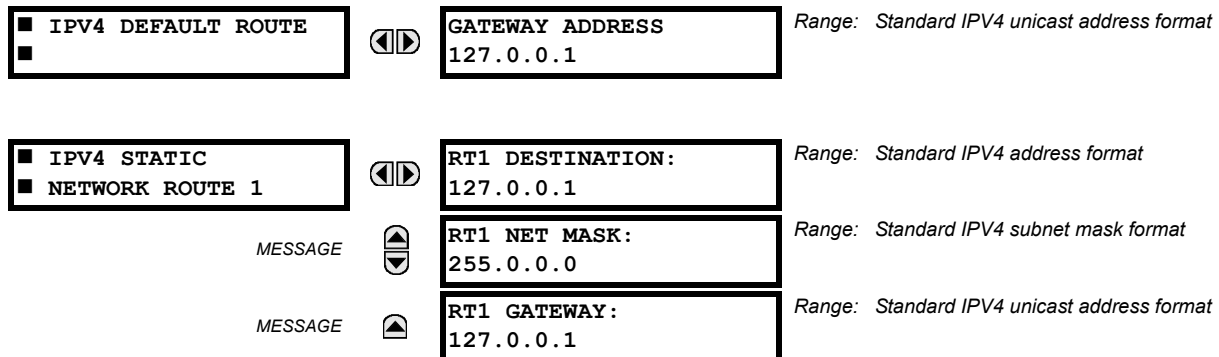 ■ IPV4 DEFAULT ROUTE
■
GATEWAY ADDRESS
127.0.0.1
Range: Standard IPV4 unicast address format
■ IPV4 STATIC
■ NETWORK ROUTE 1
RT1 DESTINATION:
127.0.0.1
Range: Standard IPV4 address format
MESSAGE
RT1 NET MASK:
255.0.0.0
Range: Standard IPV4 subnet mask format
MESSAGE
RT1 GATEWAY:
127.0.0.1
Range: Standard IPV4 unicast address format